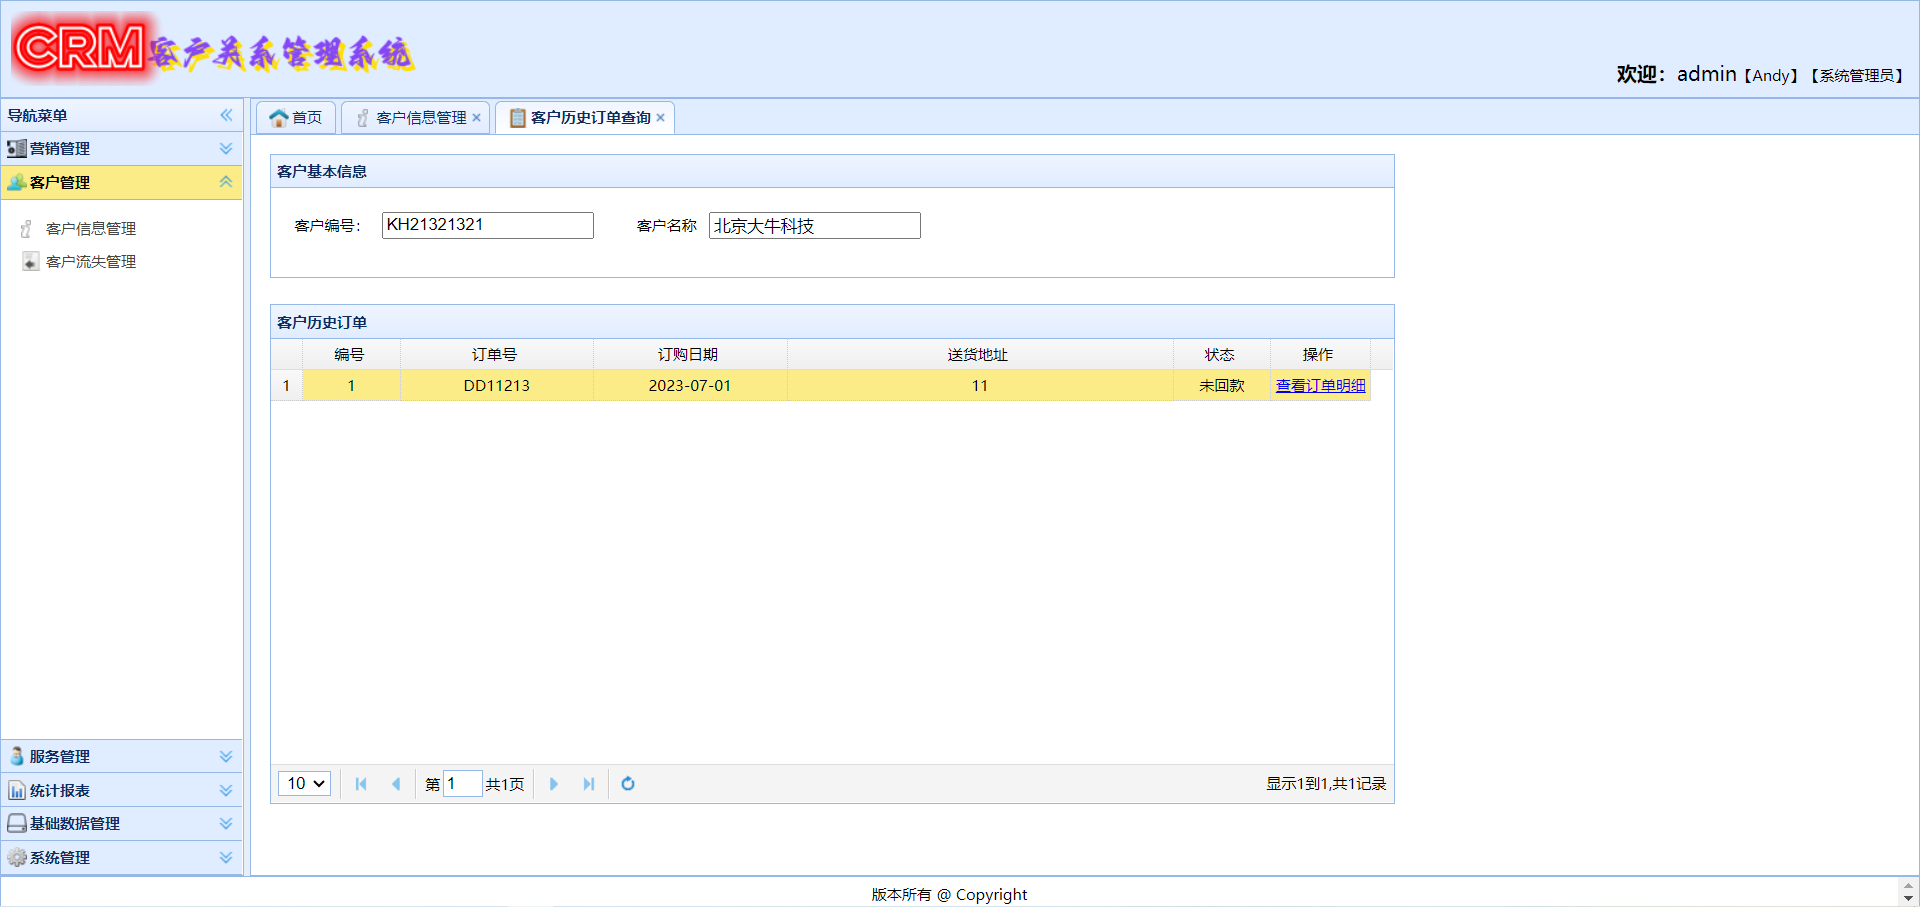 CRM客户关系管理系统
欢迎：admin【Andy】【系统管理员】
导航菜单
营销管理
客户管理
客户信息管理
客户流失管理
服务管理
统计报表
基础数据管理
系统管理
首页 客户信息管理 客户历史订单查询
客户基本信息
客户编号： KH21321321 客户名称 北京大牛科技
客户历史订单
编号 订单号 订购日期 送货地址 状态 操作
1 1 DD11213 2023-07-01 11 未回款 查看订单明细
10 第 1 共1页 显示1到1,共1记录
版本所有 @ Copyright